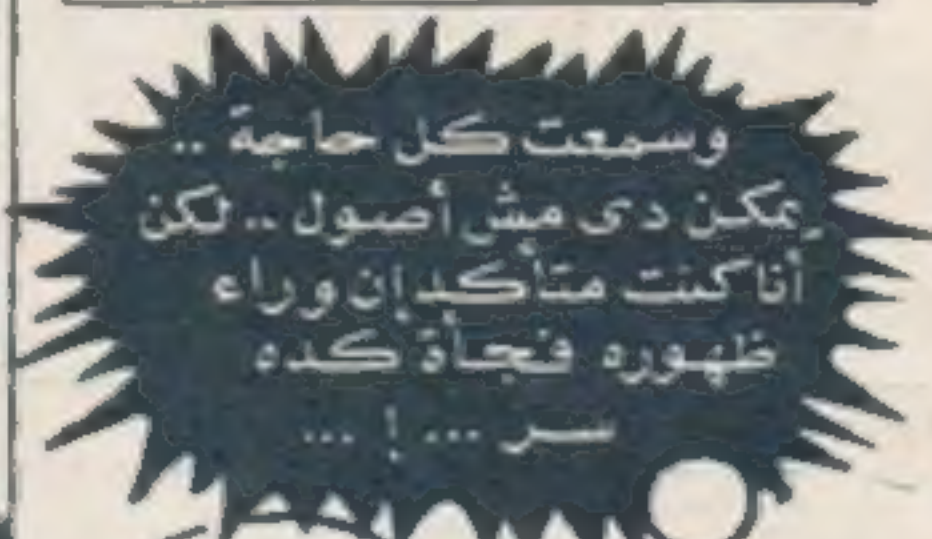 وسمعت كل حاجة ..
يمكن دى مش أصول .. لكن
أنا كنت متأكد إن وراء
ظهوره فجأة كده
سر ... ! ...